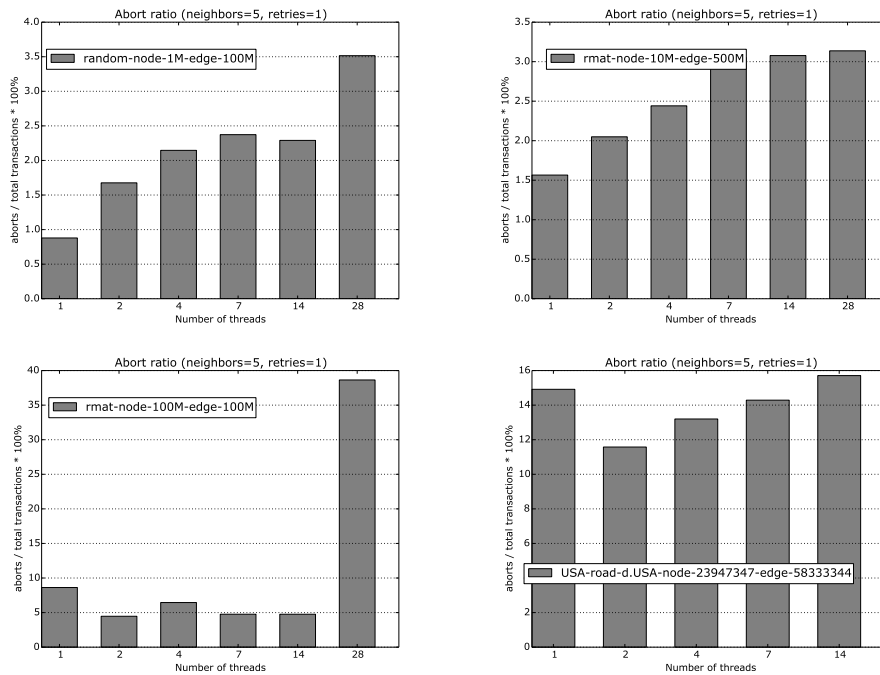 Abort ratio (neighbors=5, retries=1)
4.0
3.5
3.0
2.5
2.0
1.5
1.0
0.5
0.0
aborts / total transactions * 100%
random-node-1M-edge-100M
1 2 4 7 14 28
Number of threads
Abort ratio (neighbors=5, retries=1)
3.5
3.0
2.5
2.0
1.5
1.0
0.5
0.0
aborts / total transactions * 100%
rmat-node-10M-edge-500M
1 2 4 7 14 28
Number of threads
Abort ratio (neighbors=5, retries=1)
40
35
30
25
20
15
10
5
0
aborts / total transactions * 100%
rmat-node-100M-edge-100M
1 2 4 7 14 28
Number of threads
Abort ratio (neighbors=5, retries=1)
16
14
12
10
8
6
4
2
0
aborts / total transactions * 100%
USA-road-d.USA-node-23947347-edge-58333344
1 2 4 7 14
Number of threads